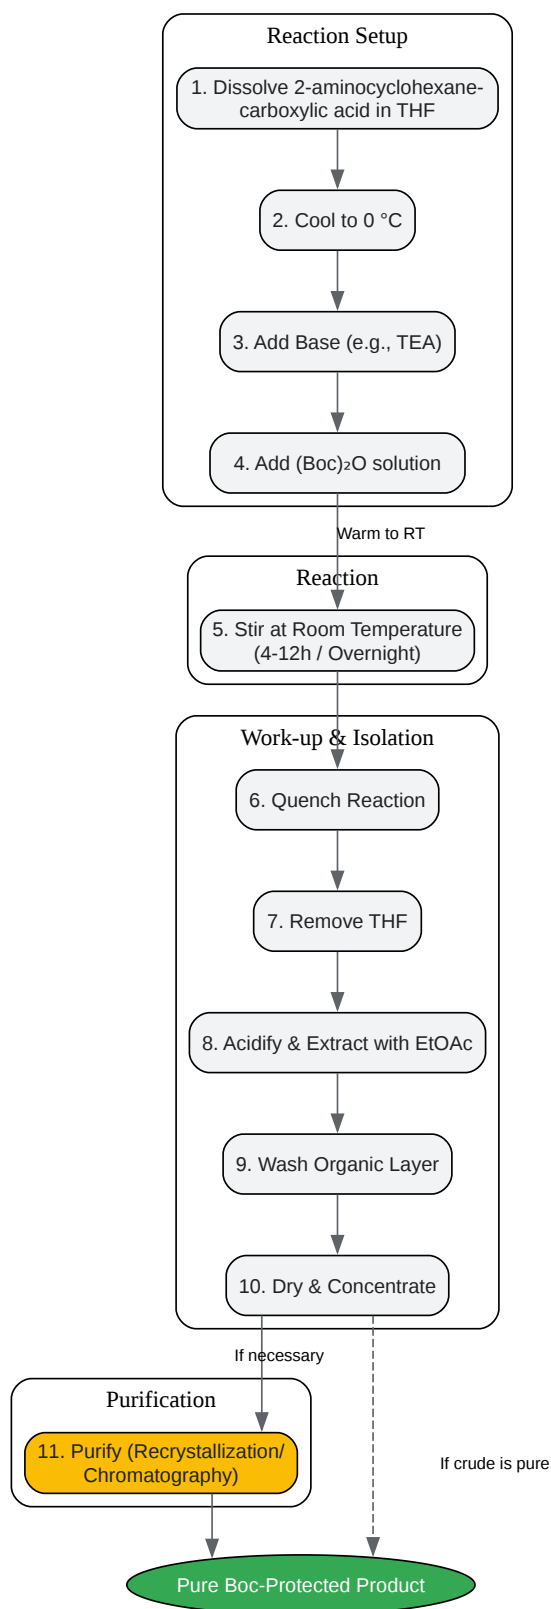 Reaction Setup
1. Dissolve 2-aminocyclohexane-
carboxylic acid in THF
2. Cool to 0 °C
3. Add Base (e.g., TEA)
4. Add (Boc)₂O solution
Warm to RT
Reaction
5. Stir at Room Temperature
(4-12h / Overnight)
Work-up & Isolation
6. Quench Reaction
7. Remove THF
8. Acidify & Extract with EtOAc
9. Wash Organic Layer
10. Dry & Concentrate
If necessary
Purification
11. Purify (Recrystallization/
Chromatography)
If crude is pure
Pure Boc-Protected Product